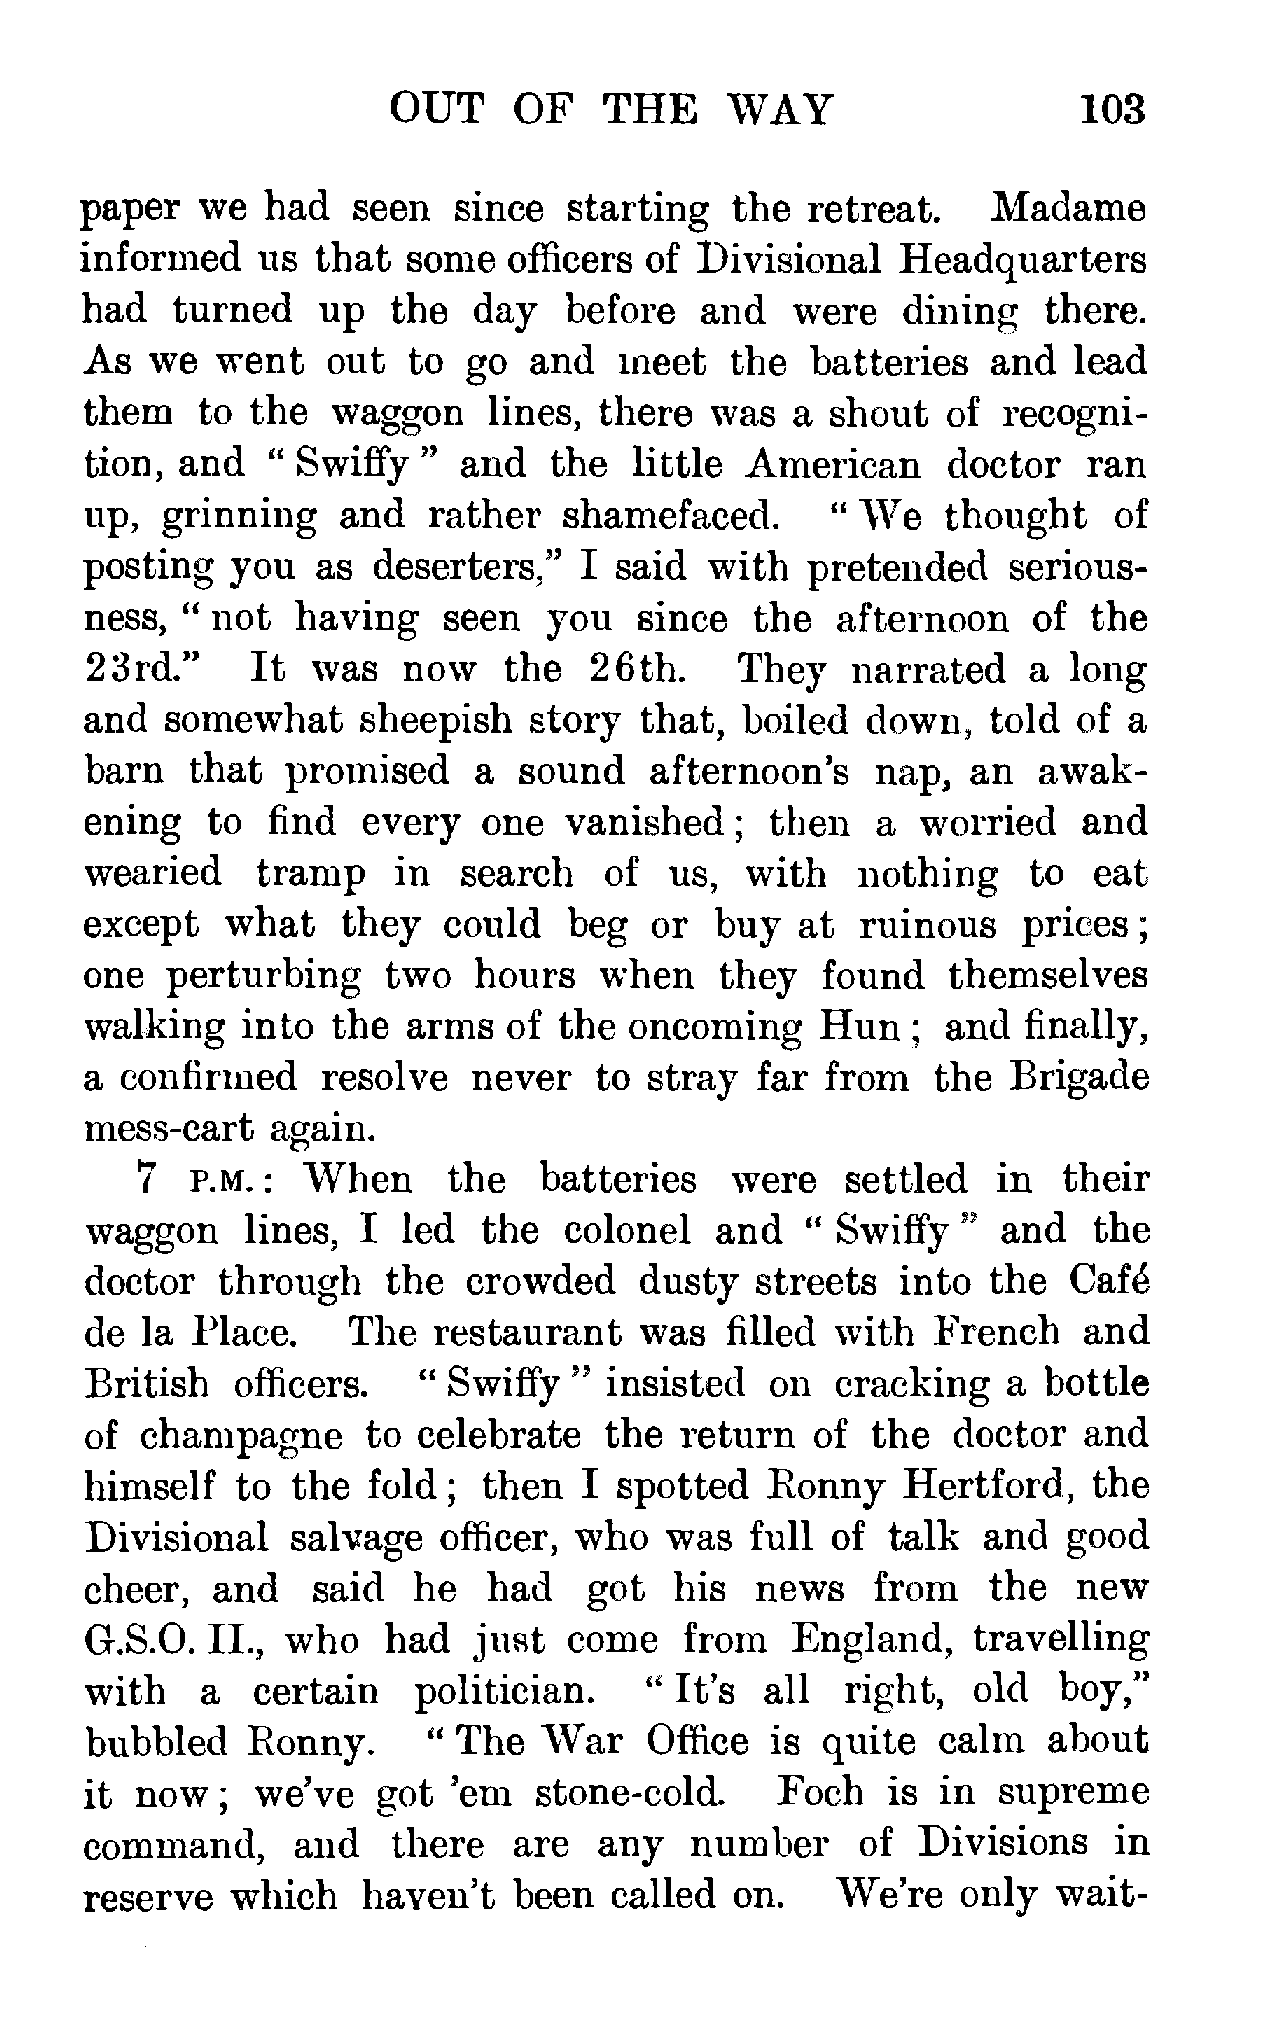 OUT OF THE WAY 103
paper we had seen since starting the retreat. Madame
informed us that some officers of Divisional Headquarters
had turned up the day before and were dining there.
As we went out to go and meet the batteries and lead
them to the waggon lines, there was a shout of recogni-
tion, and " Swiffy " and the little American doctor ran
up, grinning and rather shamefaced. " We thought of
posting you as deserters," I said with pretended serious-
ness, " not having seen you since the afternoon of the
23rd." It was now the 26th. They narrated a long
and somewhat sheepish story that, boiled down, told of a
barn that promised a sound afternoon's nap, an awak-
ening to find every one vanished ; then a worried and
wearied tramp in search of us, with nothing to eat
except what they could beg or buy at ruinous prices ;
one perturbing two hours when they found themselves
walking into the arms of the oncoming Hun ; and finally,
a confirmed resolve never to stray far from the Brigade
mess-cart again.
7 P.M. : When the batteries were settled in their
waggon lines, I led the colonel and " Swiffy " and the
doctor through the crowded dusty streets into the Café
de la Place. The restaurant was filled with French and
British officers. " Swiffy " insisted on cracking a bottle
of champagne to celebrate the return of the doctor and
himself to the fold ; then I spotted Ronny Hertford, the
Divisional salvage officer, who was full of talk and good
cheer, and said he had got his news from the new
G.S.O. II., who had just come from England, travelling
with a certain politician. " It's all right, old boy,"
bubbled Ronny. " The War Office is quite calm about
it now ; we've got 'em stone-cold. Foch is in supreme
command, and there are any number of Divisions in
reserve which haven't been called on. We're only wait-